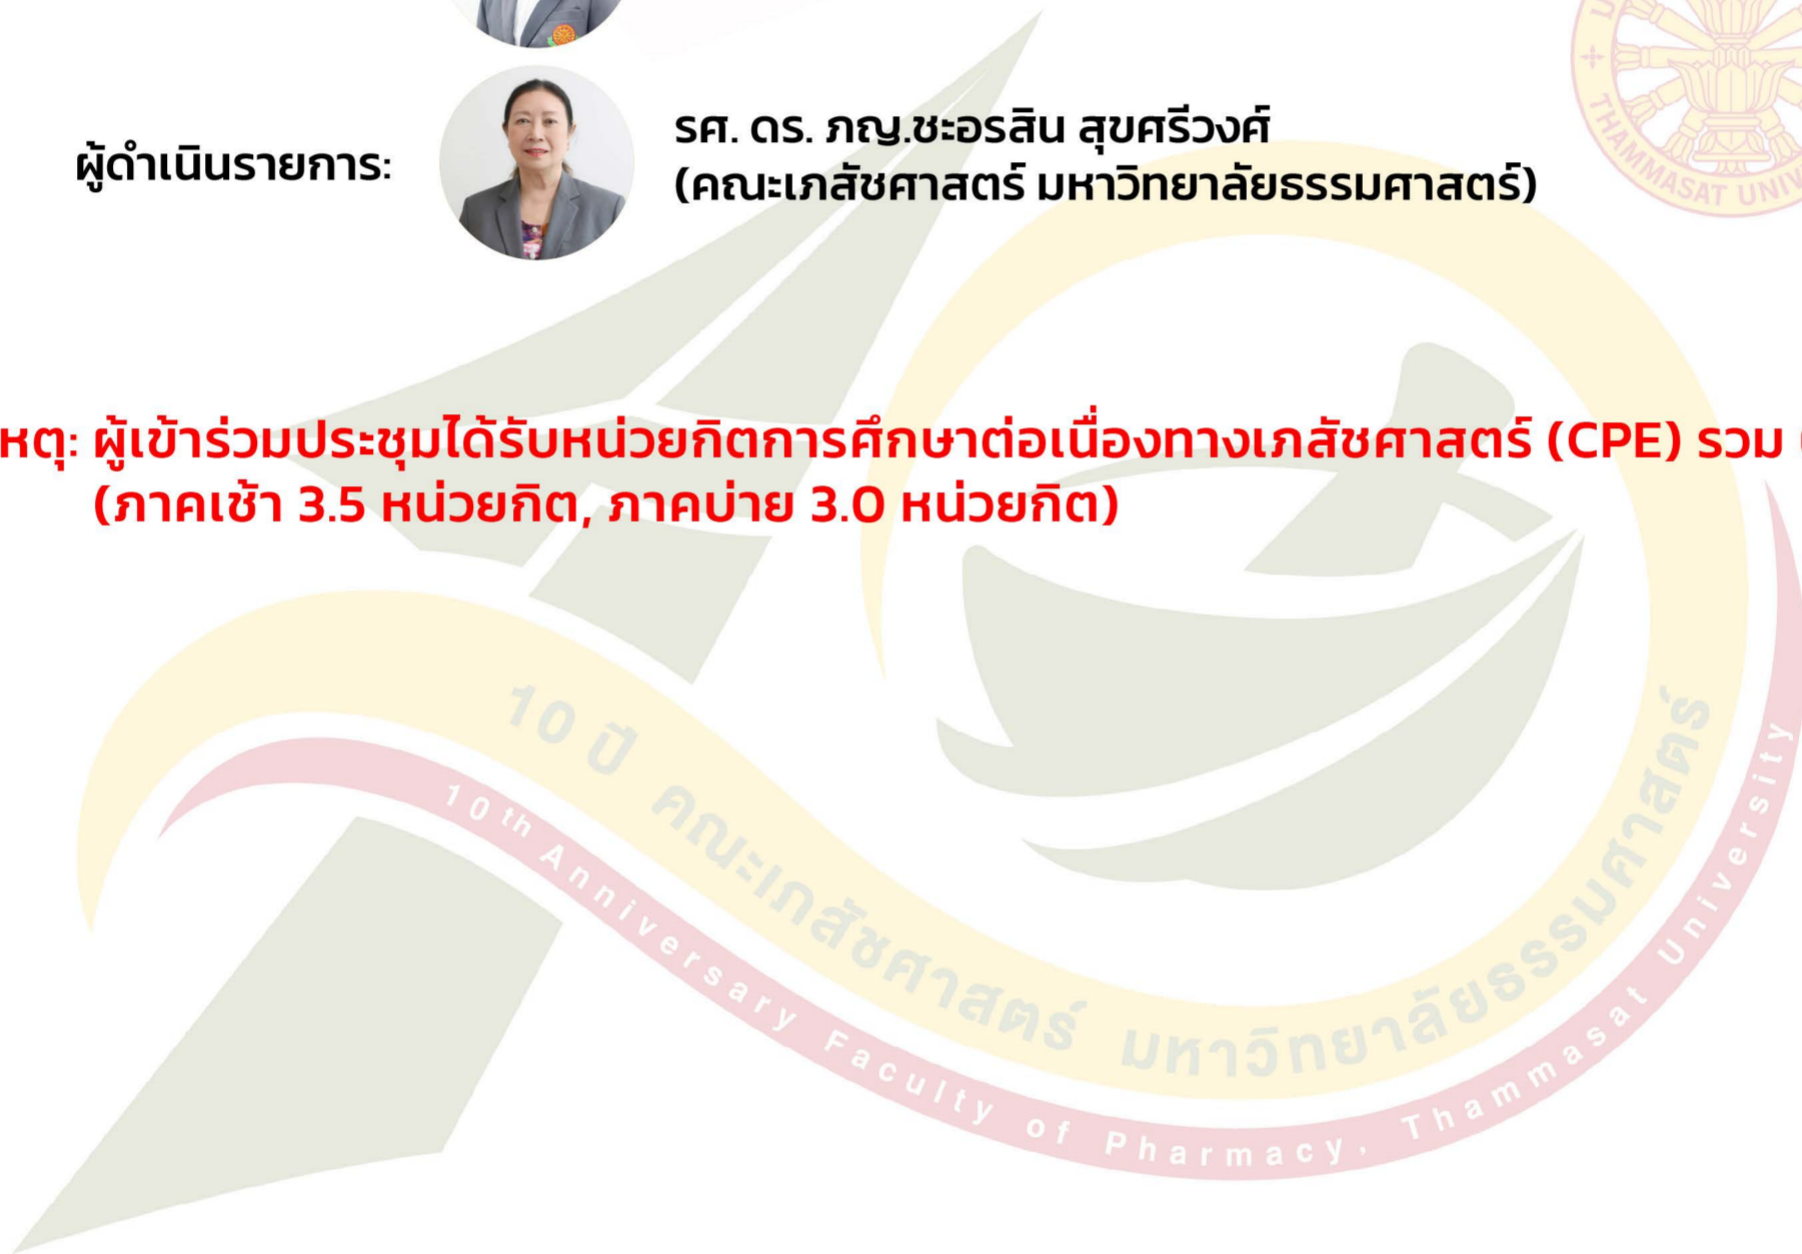 ผู้ดำเนินรายการ:
รศ. ดร. ภญ.ชะอรสิน สุขศรีวงศ์
(คณะเภสัชศาสตร์ มหาวิทยาลัยธรรมศาสตร์)
THAMMASAT UNIV
หตุ: ผู้เข้าร่วมประชุมได้รับหน่วยกิตการศึกษาต่อเนื่องทางเภสัชศาสตร์ (CPE) รวม
(ภาคเช้า 3.5 หน่วยกิต, ภาคบ่าย 3.0 หน่วยกิต)
10 ปี คณะเภสัชศาสตร์ มหาวิทยาลัยธรรมศาสตร์
10th Anniversary Faculty of Pharmacy, Thammasat University